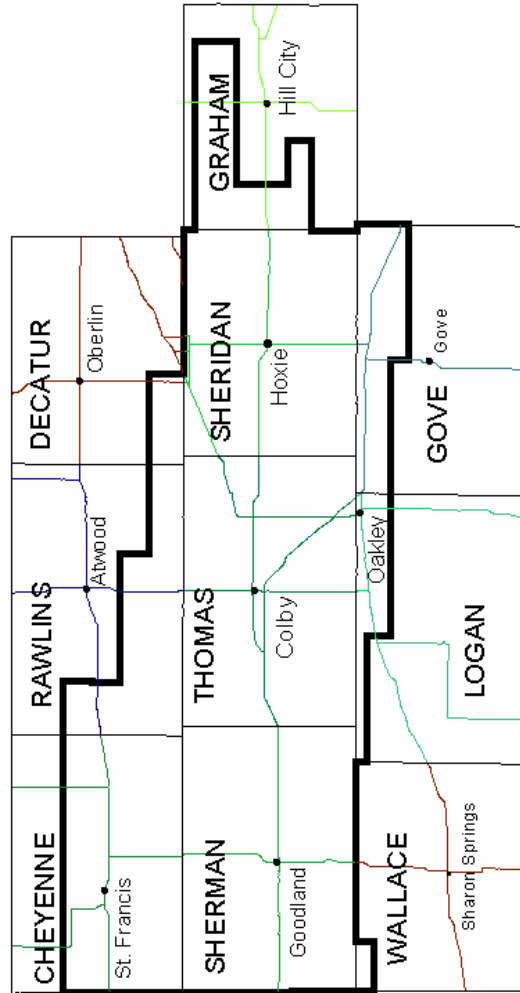 CHEYENNE
St. Francis
RAWLINS
Atwood
DECATUR
Oberlin
SHERMAN
Goodland
THOMAS
Colby
SHERIDAN
Hoxie
GRAHAM
Hill City
WALLACE
Sharon Springs
LOGAN
Oakley
GOVE
Gove